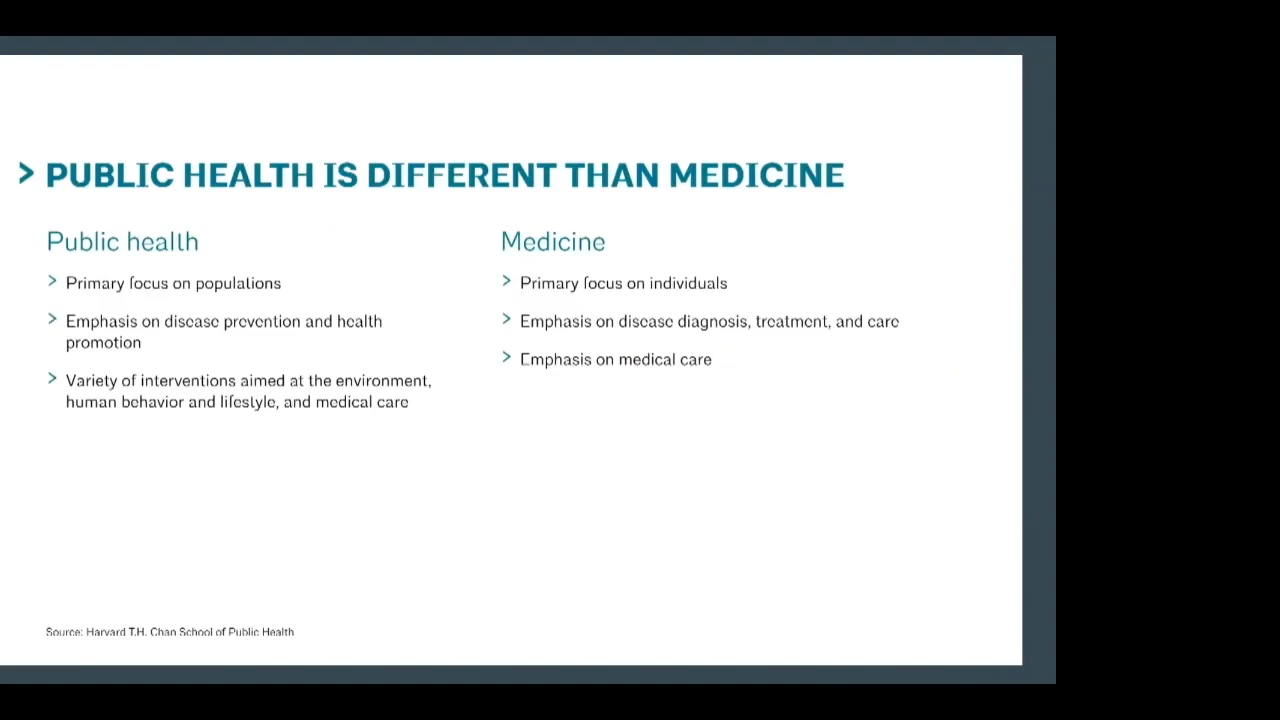 > PUBLIC HEALTH IS DIFFERENT THAN MEDICINE
Public health
> Primary focus on populations
> Emphasis on disease prevention and health
promotion
> Variety of interventions aimed at the environment,
human behavior and lifestyle, and medical care
Medicine
> Primary focus on individuals
> Emphasis on disease diagnosis, treatment, and care
> Emphasis on medical care
Source: Harvard T.H. Chan School of Public Health